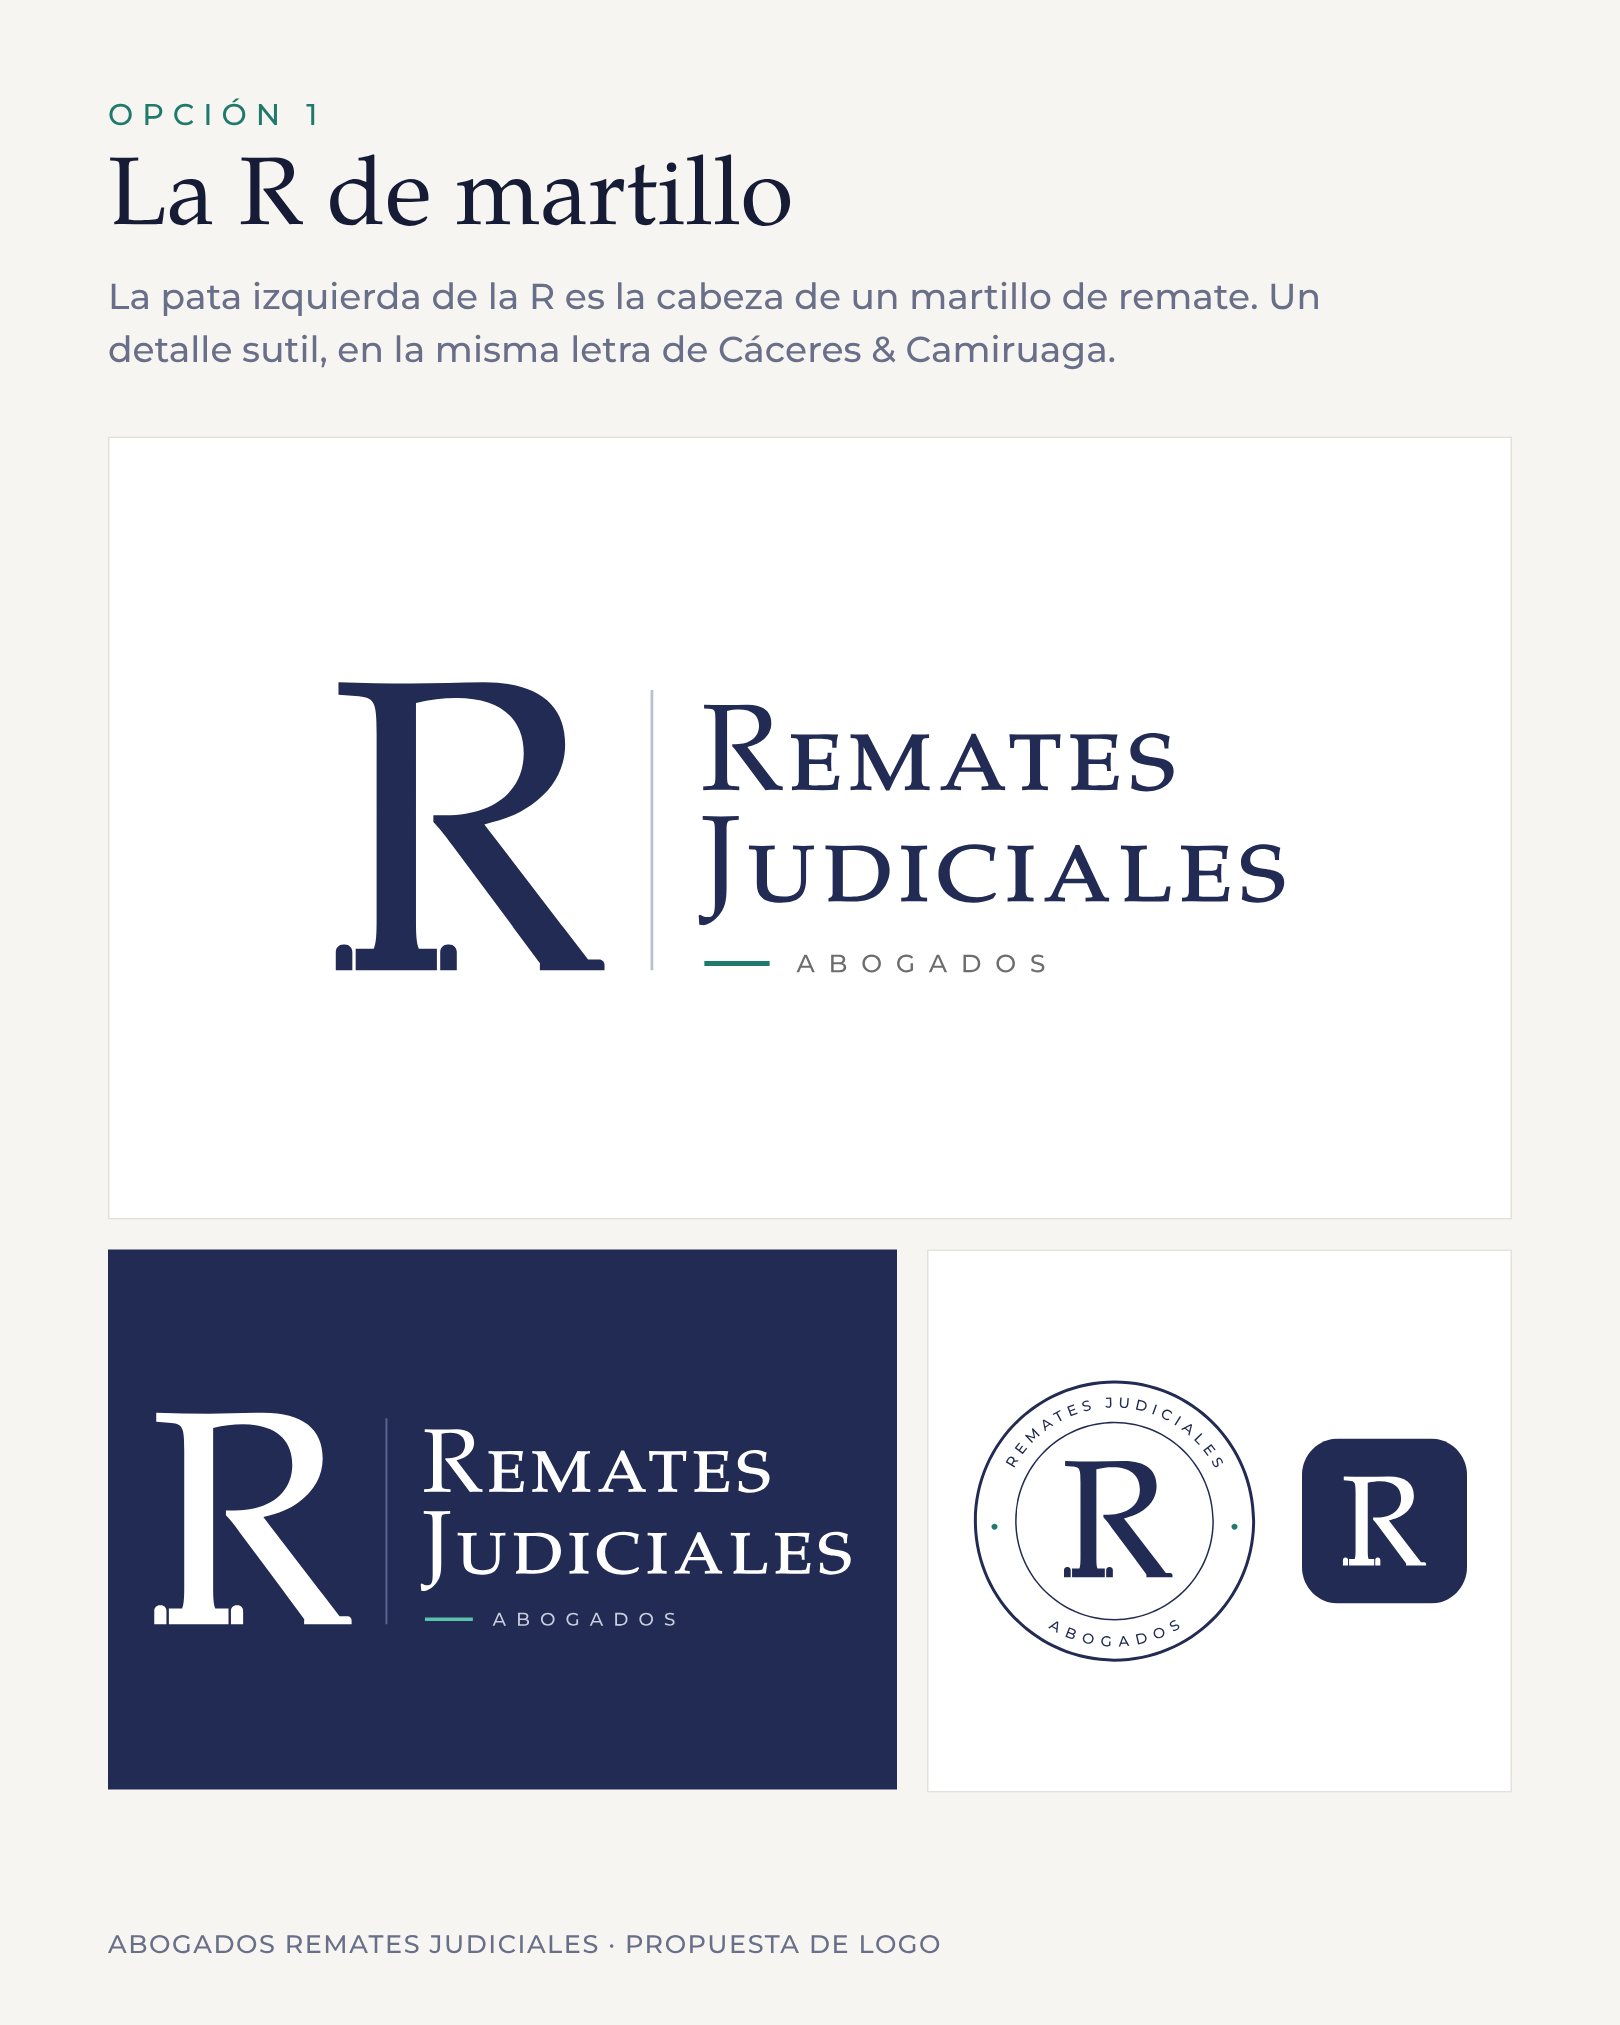 OPCIÓN 1
La R de martillo
La pata izquierda de la R es la cabeza de un martillo de remate. Un
detalle sutil, en la misma letra de Cáceres & Camiruaga.
R
REMATES
JUDICIALES
ABOGADOS
R
REMATES
JUDICIALES
ABOGADOS
REMATES JUDICIALES
R
ABOGADOS
R
ABOGADOS REMATES JUDICIALES · PROPUESTA DE LOGO